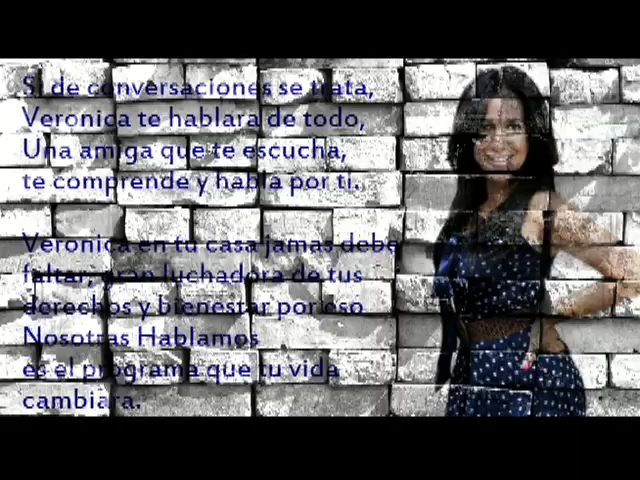 Si de conversaciones se trata,
Veronica te hablara de todo,
Una amiga que te escucha,
te comprende y habla por ti.
Veronica en tu casa jamas debe
faltar, gran luchadora de tus
derechos y bienestar por eso
Nosotras Hablamos
es el programa que tu vida
cambiara.